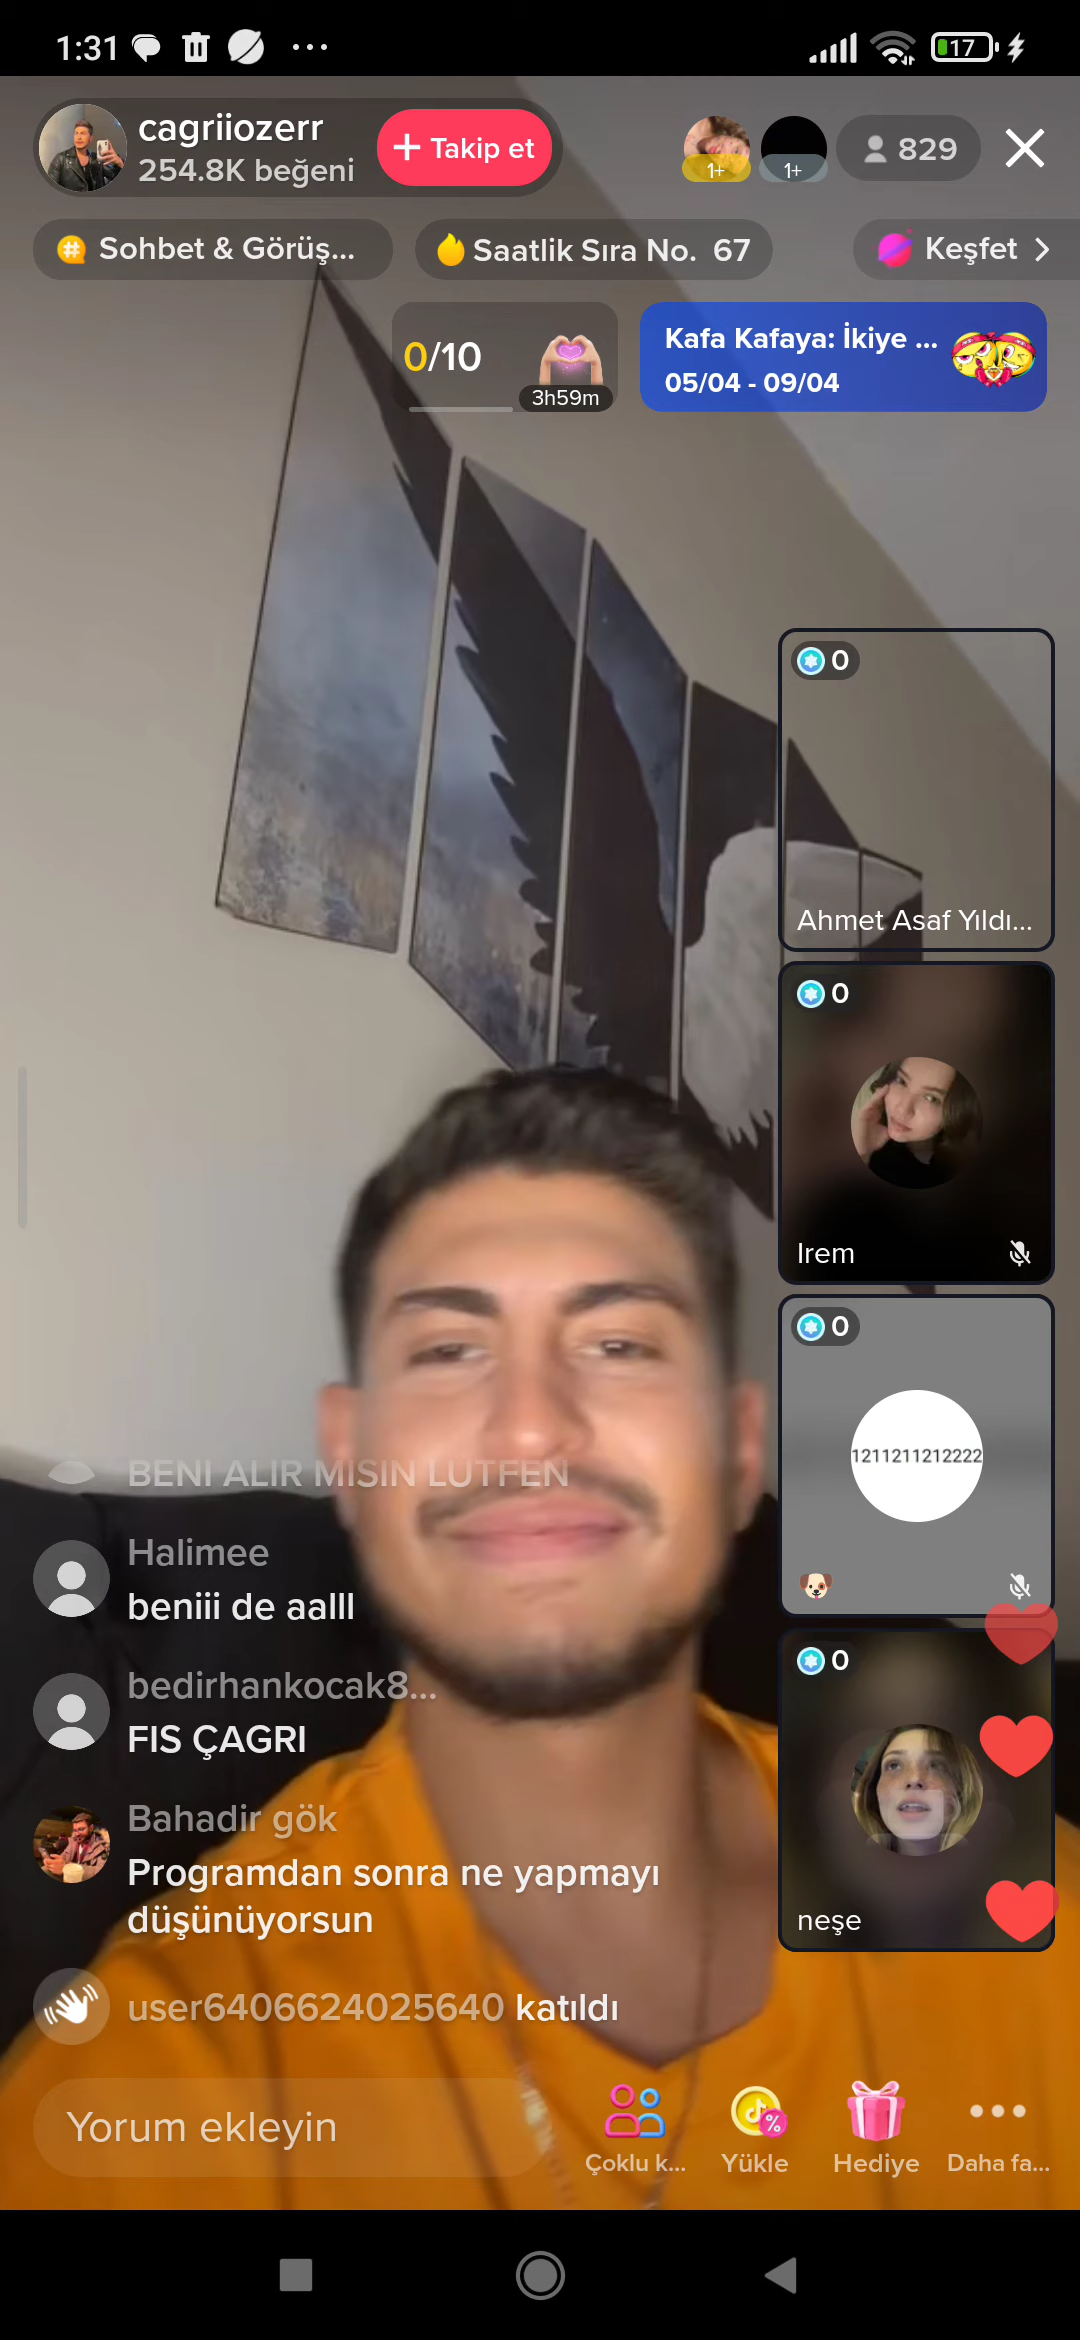 1:31
17
cagriiozerr
254.8K beğeni
+ Takip et
1+
1+
829
Sohbet & Görüş...
Saatlik Sıra No. 67
Keşfet
0/10
3h59m
Kafa Kafaya: İkiye ...
05/04 - 09/04
0
Ahmet Asaf Yıldı...
0
Irem
0
1211211212222
0
neşe
BENI ALIR MISIN LUTFEN
Halimee
beniii de aalll
bedirhankocak8...
FIS ÇAGRI
Bahadir gök
Programdan sonra ne yapmayı
düşünüyorsun
user6406624025640 katıldı
Yorum ekleyin
Çoklu k...
Yükle
Hediye
Daha fa...